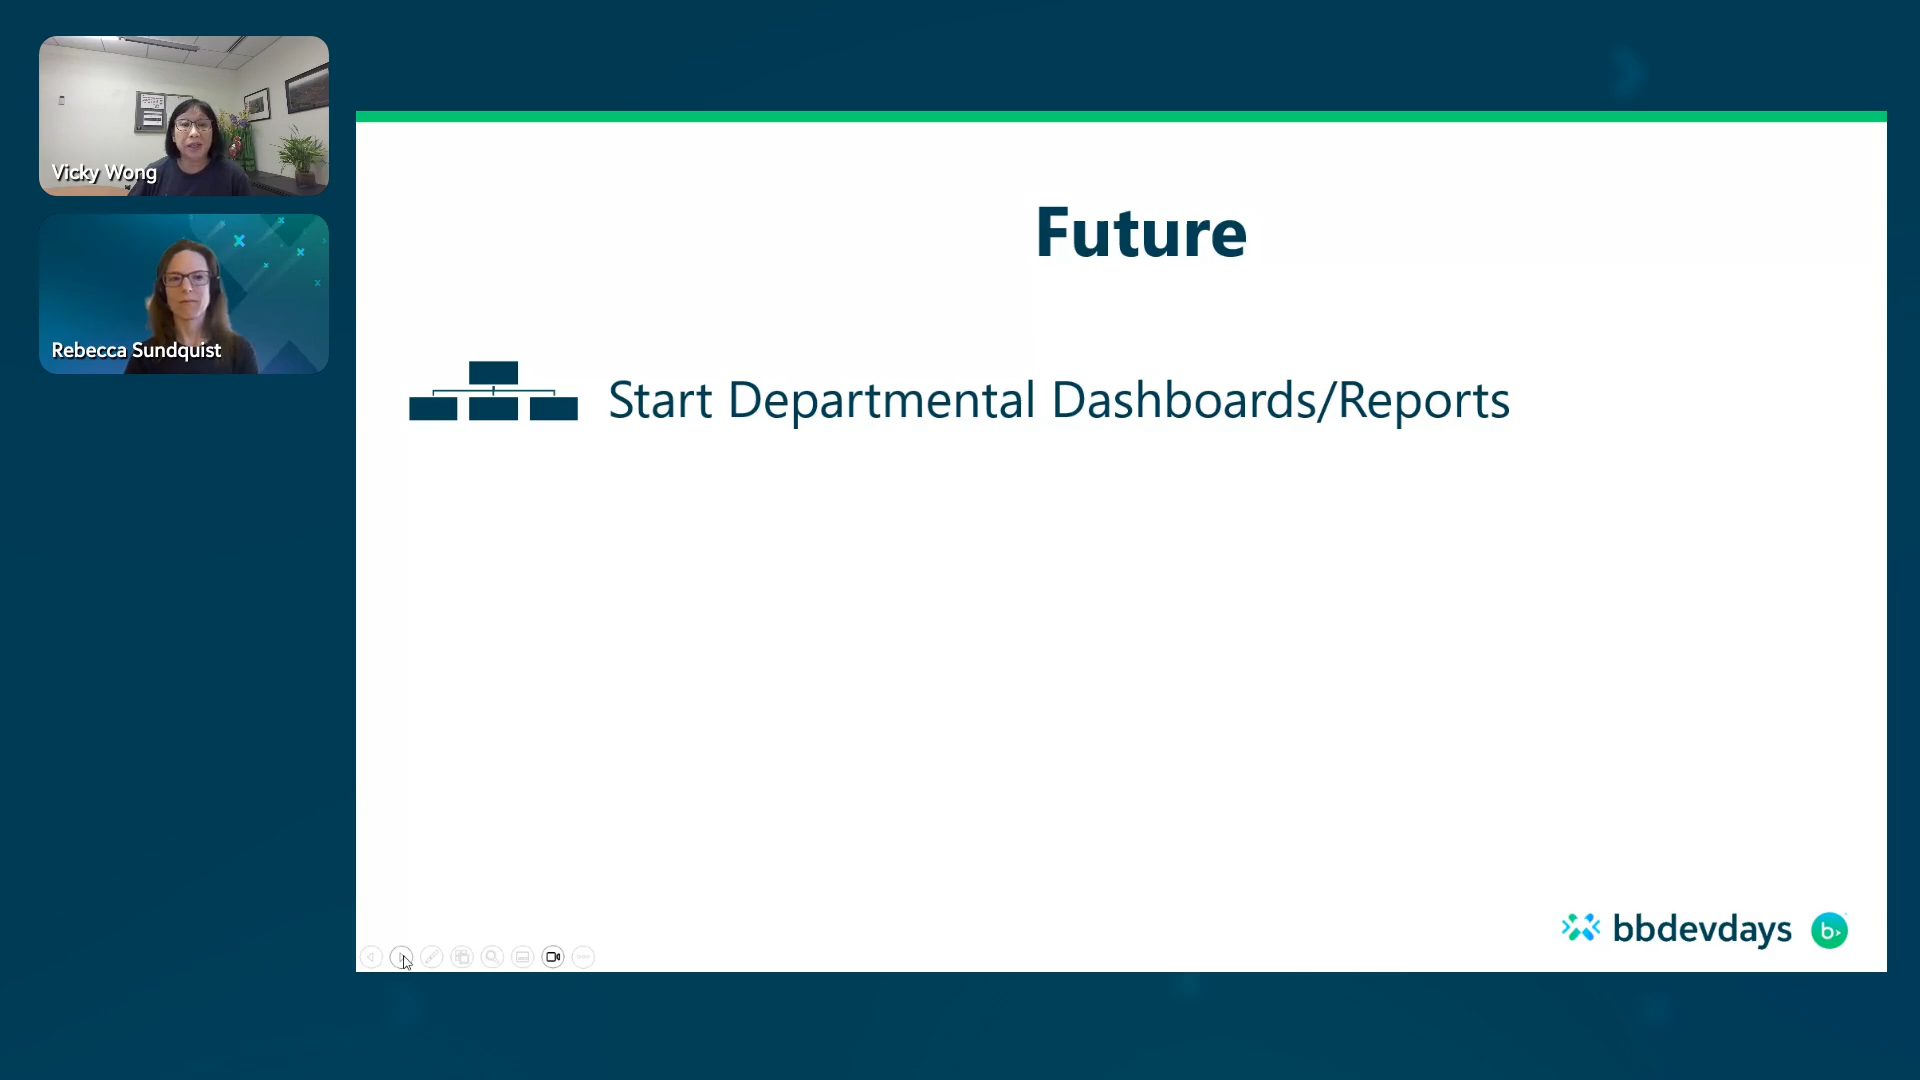 Vicky Wong
Rebecca Sundquist
Future
Start Departmental Dashboards/Reports
bbdevdays
b